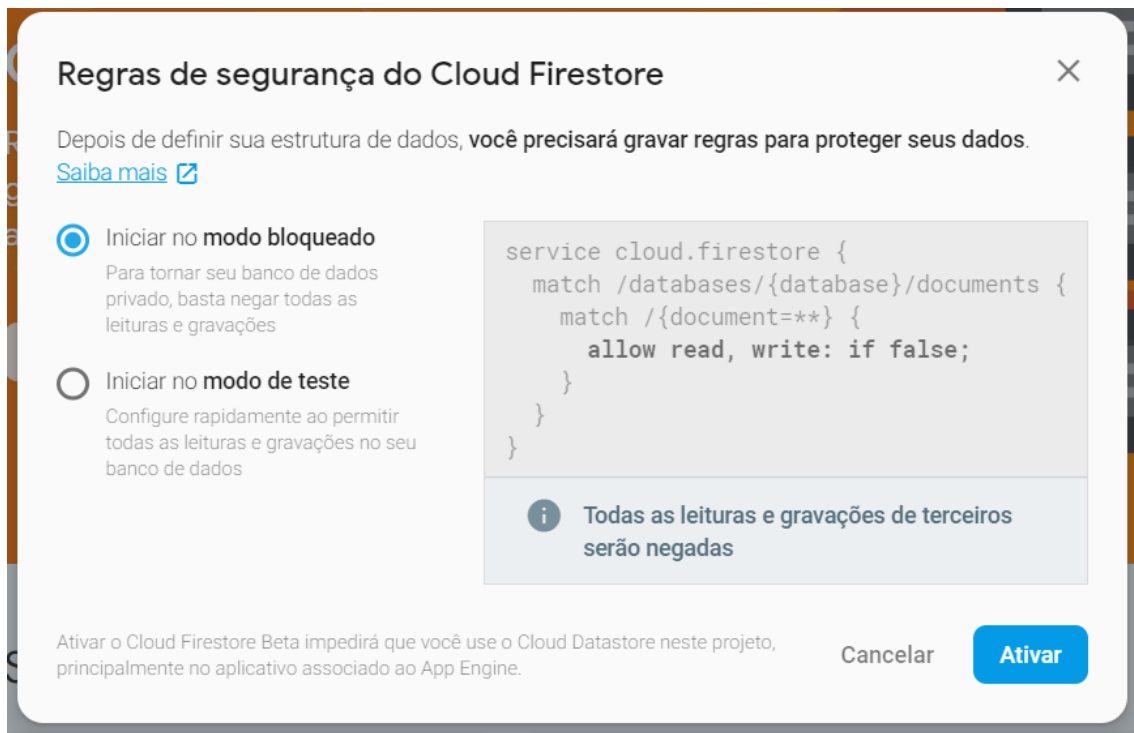 Regras de segurança do Cloud Firestore
Depois de definir sua estrutura de dados, você precisará gravar regras para proteger seus dados.
Saiba mais
Iniciar no modo bloqueado
Para tornar seu banco de dados
privado, basta negar todas as
leituras e gravações
Iniciar no modo de teste
Configure rapidamente ao permitir
todas as leituras e gravações no seu
banco de dados
service cloud.firestore {
match /databases/{database}/documents {
match /{document=**} {
allow read, write: if false;
}
}
}
Todas as leituras e gravações de terceiros
serão negadas
Ativar o Cloud Firestore Beta impedirá que você use o Cloud Datastore neste projeto,
principalmente no aplicativo associado ao App Engine.
Cancelar
Ativar